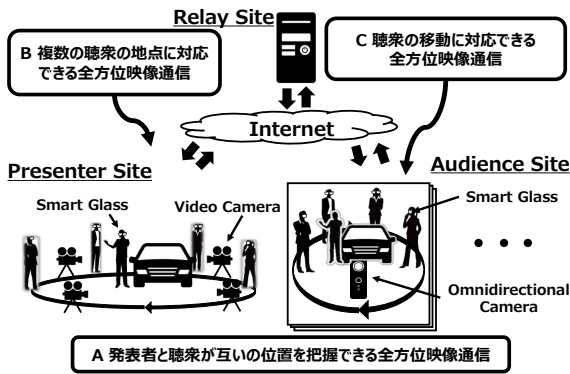 Relay Site
B 複数の聴衆の地点に対応
できる全方位映像通信
C 聴衆の移動に対応できる
全方位映像通信
Internet
Presenter Site
Audience Site
Smart Glass
Video Camera
Smart Glass
• • •
Omnidirectional
Camera
A 発表者と聴衆が互いの位置を把握できる全方位映像通信